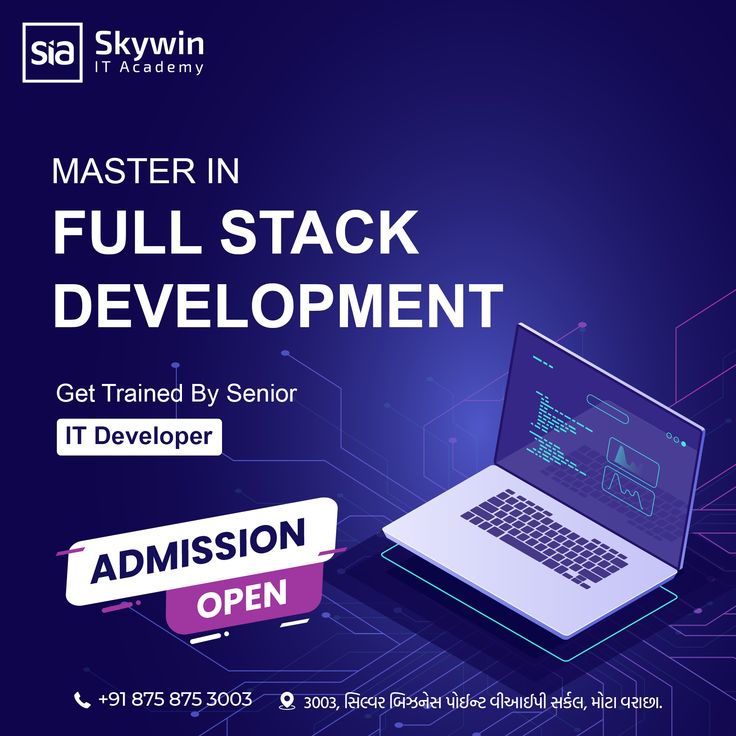 sia
Skywin
IT Academy
MASTER IN
FULL STACK
DEVELOPMENT
Get Trained By Senior
IT Developer
ADMISSION
OPEN
+91 875 875 3003
3003, સિલ્વર બિઝનેસ પોઈન્ટ વીઆઈપી સર્કલ, મોટા વરાછા.